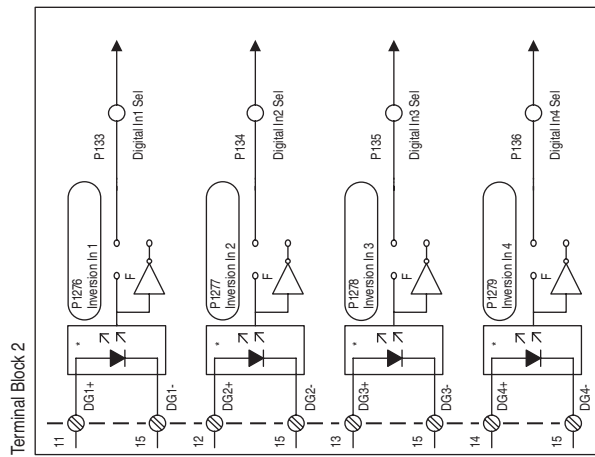 Terminal Block 2
11
DG1+
15
DG1-
*
P1276
Inversion In 1
F
P133
Digital In1 Sel
12
DG2+
15
DG2-
*
P1277
Inversion In 2
F
P134
Digital In2 Sel
13
DG3+
15
DG3-
*
P1278
Inversion In 3
F
P135
Digital In3 Sel
14
DG4+
15
DG4-
*
P1279
Inversion In 4
F
P136
Digital In4 Sel